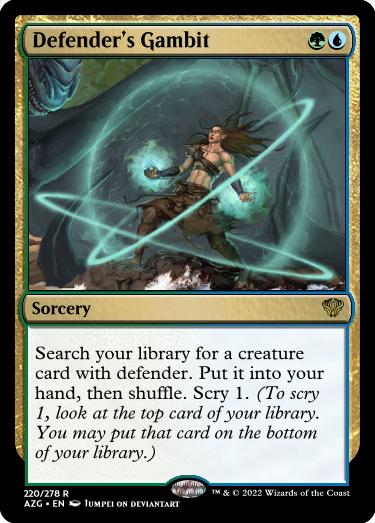 Defender's Gambit
Sorcery
Search your library for a creature
card with defender. Put it into your
hand, then shuffle. Scry 1. (To scry
1, look at the top card of your library.
You may put that card on the bottom
of your library.)
220/278 R
™ & © 2022 Wizards of the Coast
AZG • EN JUMPEI ON DEVIANTART